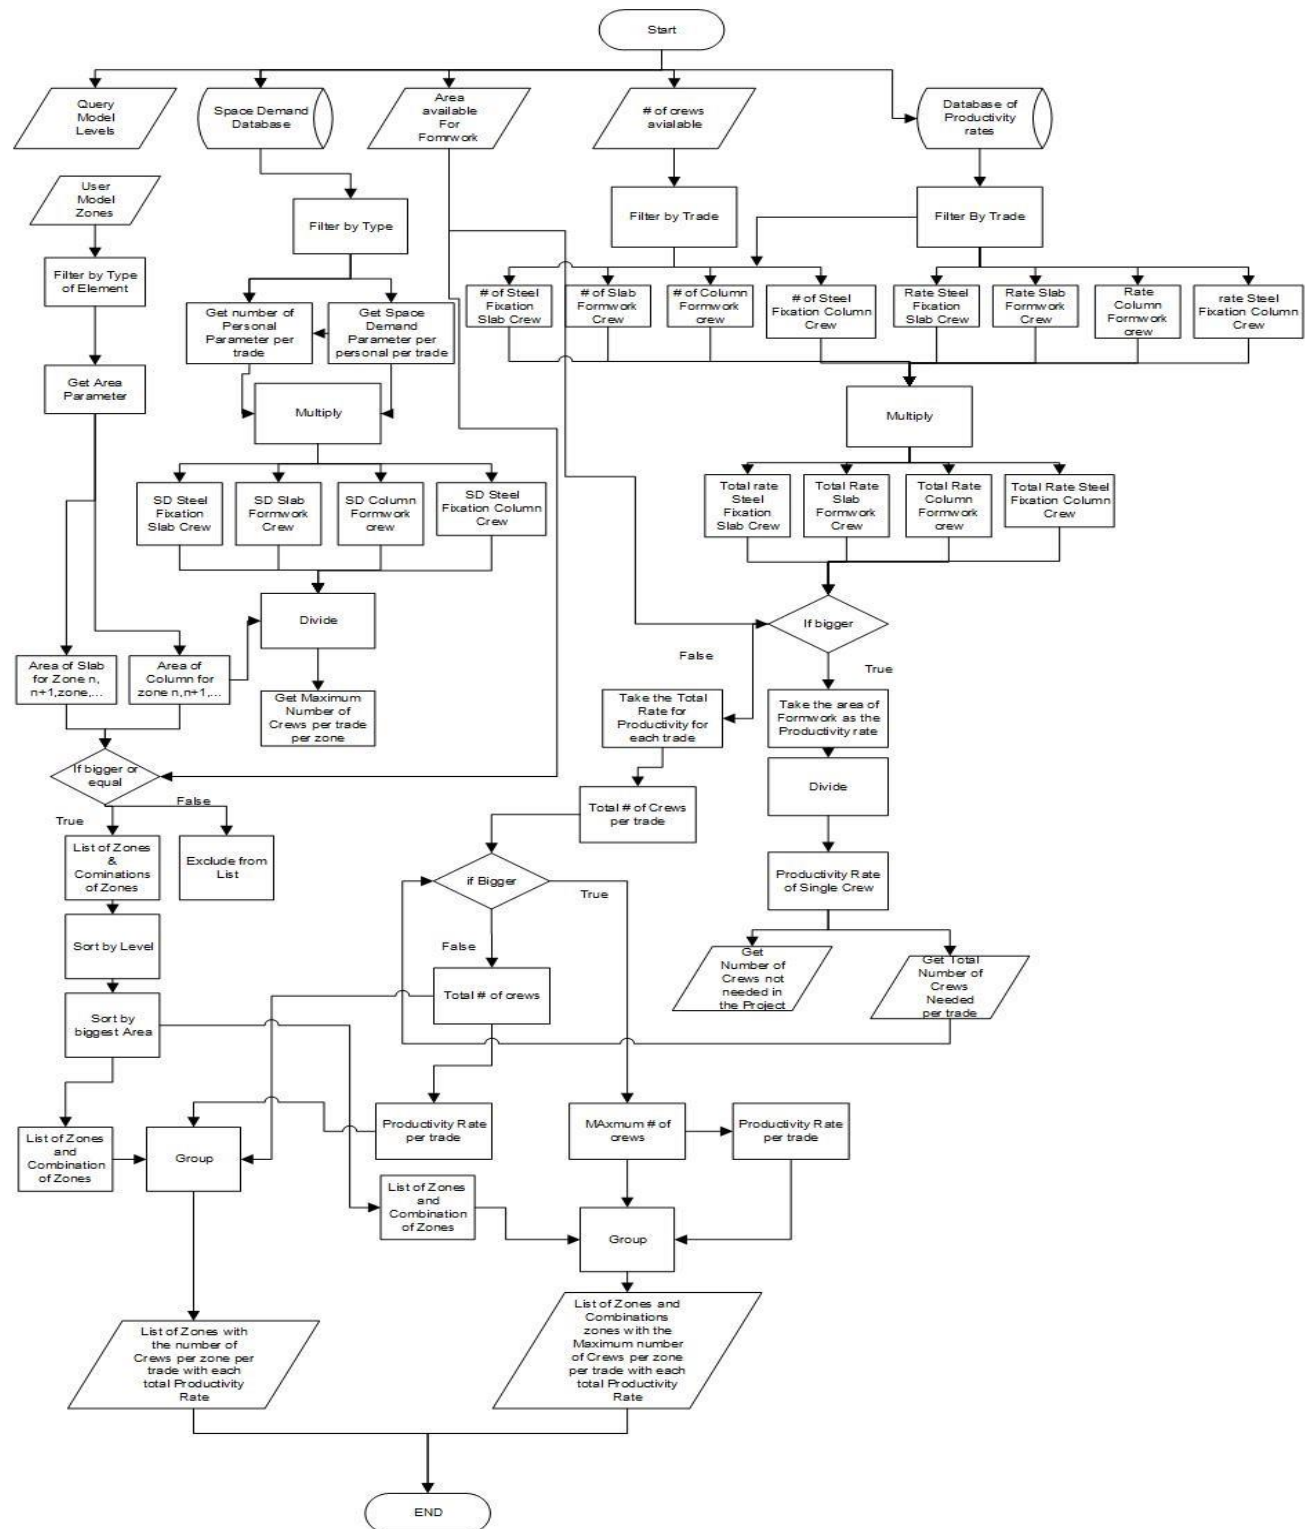 Start
Query
Model
Levels
Space Demand
Database
Area
available
For
Fomrwork
# of crews
avialable
Database of
Productivity
rates
User
Model
Zones
Filter by Type
Filter by Trade
Filter By Trade
Filter by Type
of Element
Get number of
Personal
Parameter per
trade
Get Space
Demand
Parameter per
personal per trade
# of Steel
Fixation
Slab Crew
# of Slab
Formwork
Crew
# of Column
Formwork
crew
# of Steel
Fixation Column
Crew
Rate Steel
Fixation
Slab Crew
Rate Slab
Formwork
Crew
Rate
Column
Formwork
crew
rate Steel
Fixation Column
Crew
Get Area
Parameter
Multiply
Multiply
SD Steel
Fixation
Slab Crew
SD Slab
Formwork
Crew
SD Column
Formwork
crew
SD Steel
Fixation Column
Crew
Total rate
Steel
Fixation
Slab Crew
Total Rate
Slab
Formwork
Crew
Total Rate
Column
Formwork
crew
Total Rate Steel
Fixation Column
Crew
Divide
If bigger
False
True
Area of Slab
for Zone n,
n+1,zone,...
Area of
Column for
zone n,n+1,...
Get Maximum
Number of
Crews per trade
per zone
Take the Total
Rate for
Productivity for
each trade
Take the area of
Formwork as the
Productivity rate
If bigger or
equal
False
True
Divide
Total # of Crews
per trade
List of Zones
&
Cominations
of Zones
Exclude from
List
if Bigger
True
False
Productivity Rate
of Single Crew
Sort by Level
Get
Number of
Crews not
needed in
the Project
Get Total
Number of
Crews
Needed
per trade
Total # of crews
Sort by
biggest Area
List of Zones
and
Combination
of Zones
Group
Productivity Rate
per trade
MAxmum # of
crews
Productivity Rate
per trade
List of Zones
and
Combination
of Zones
Group
List of Zones with
the number of
Crews per zone per
trade with each
total Productivity
Rate
List of Zones and
Combinations
zones with the
Maximum number
of Crews per zone
per trade with each
total Productivity
Rate
END